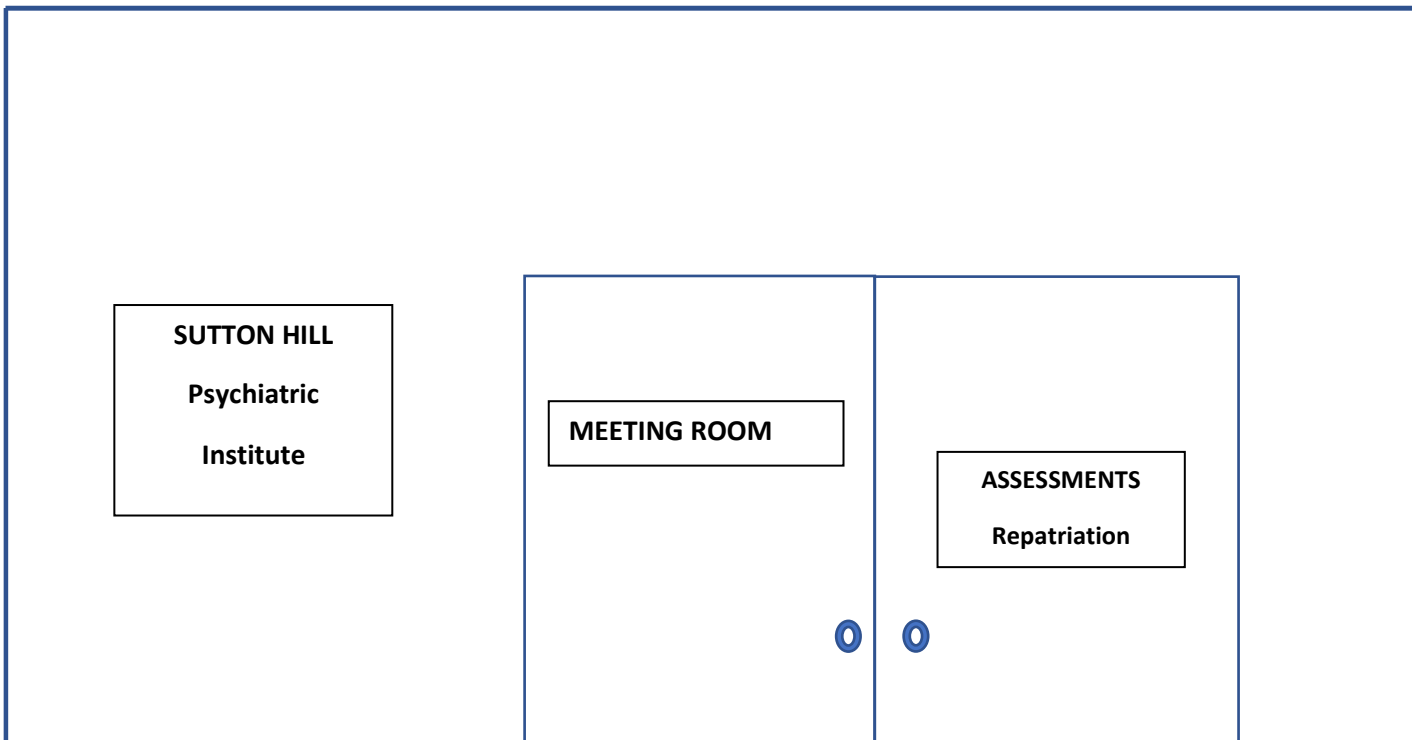 SUTTON HILL
Psychiatric
Institute
MEETING ROOM
ASSESSMENTS
Repatriation